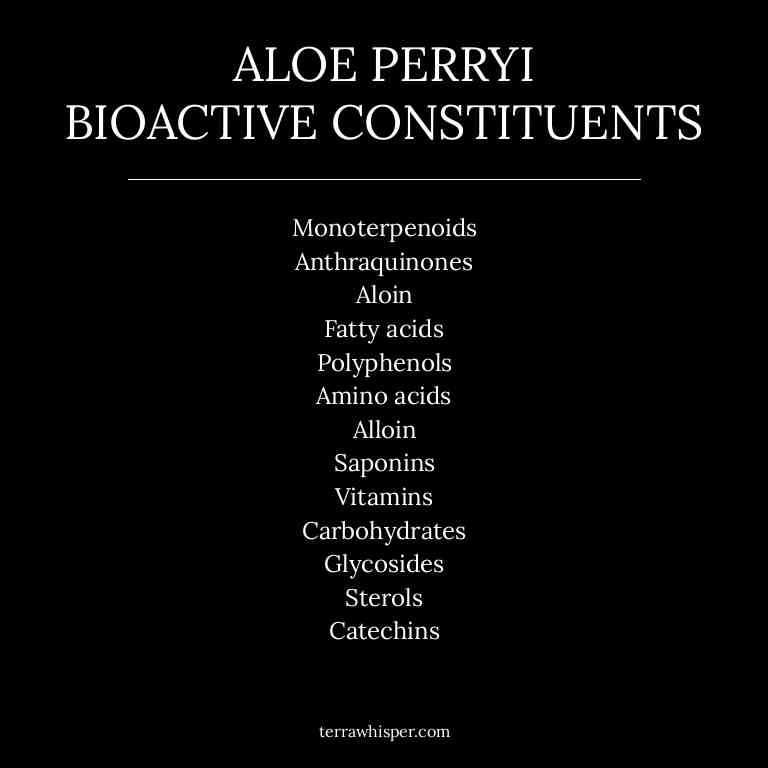 ALOE PERRYI
BIOACTIVE CONSTITUENTS
Monoterpenoids
Anthraquinones
Aloin
Fatty acids
Polyphenols
Amino acids
Alloin
Saponins
Vitamins
Carbohydrates
Glycosides
Sterols
Catechins
terrawhisper.com